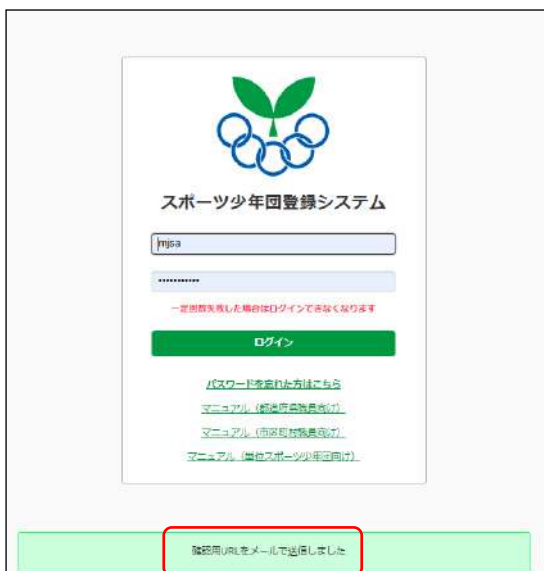 スポーツ少年団登録システム
mjsa
•••••••••••
一定回数失敗した場合はログインできなくなります
ログイン
パスワードを忘れた方はこちら
マニュアル（都道府県職員向け）
マニュアル（市区町村職員向け）
マニュアル（単位スポーツ少年団向け）
確認用URLをメールで送信しました